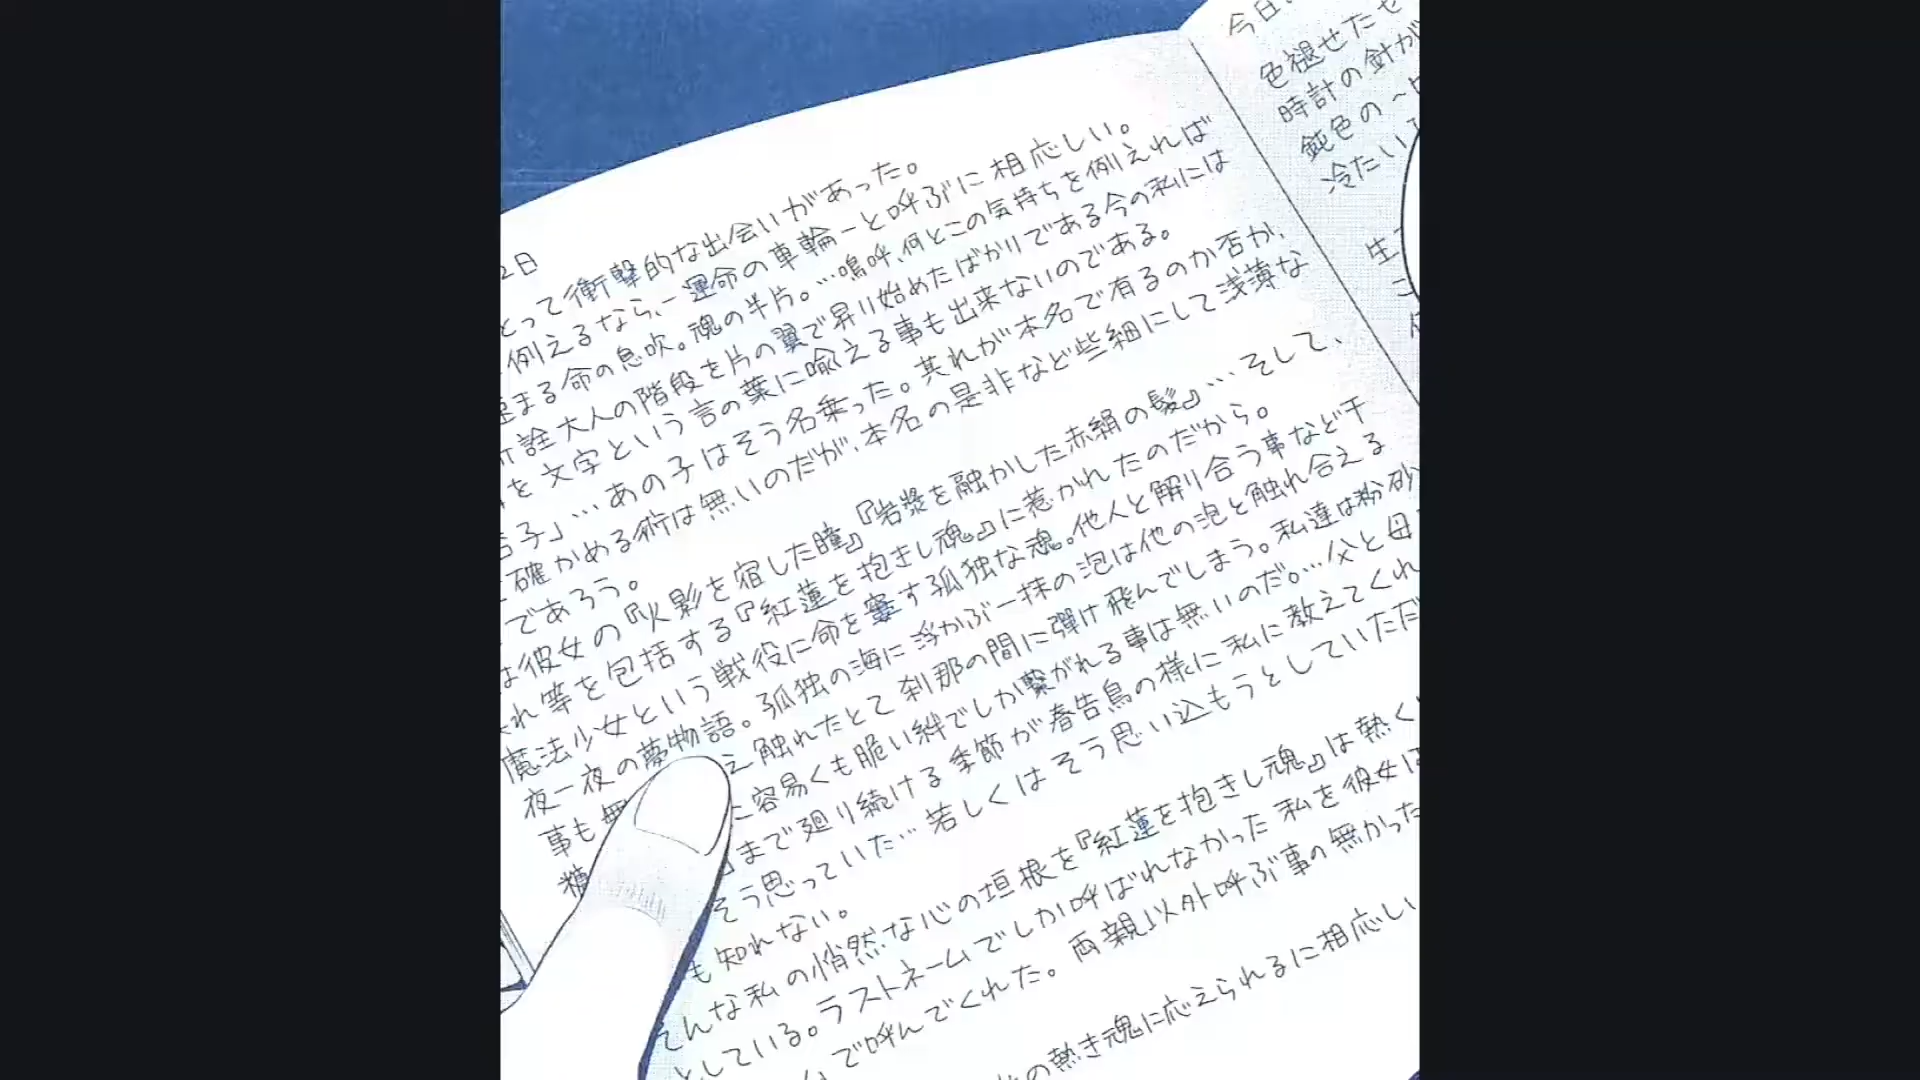 2日
とって衝撃的な出会いがあった。
例えるなら、一運命の車輪ーと呼ぶに相応しい。
まる命の息吹。魂の半片。…嗚呼、何とこの気持ちを例えれば
詮大人の階段を片の翼で昇り始めたばかりである今の私には
を文字という言の葉に喩える事も出来ないのである。
子」…あの子はそう名乗った。其れが本名で有るのか否か、
確かめる術は無いのだが、本名の是非など些細にして浅薄な
であろう。
は彼女の『火影を宿した瞳』『岩漿を融かした赤絹の髪』…そして、
れ等を包括する『紅蓮を抱きし魂』に惹かれたのだから。
魔法少女という戦役に命を窶す孤独な魂。他人と解り合う事など千
夜一夜の夢物語。孤独の海に浮かぶ一抹の泡は他の泡と触れ合える
事も無 え触れたとて刹那の間に弾け飛んでしまう。私達は粉砂
糖 に容易くも脆い絆でしか繋がれる事は無いのだ。…父と母
まで廻り続ける季節が春告鳥の様に私に教えてくれ
そう思っていた…若しくはそう思い込もうとしていただ
も知れない。
そんな私の悄然な心の垣根を『紅蓮を抱きし魂』は熱く
としている。ラストネームでしか呼ばれなかった私を彼女は
で呼んでくれた。両親以外呼ぶ事の無かった
の熱き魂に応えられるに相応しい
今日
色褪せたセ
時計の針が
鈍色の〜
冷たい
生